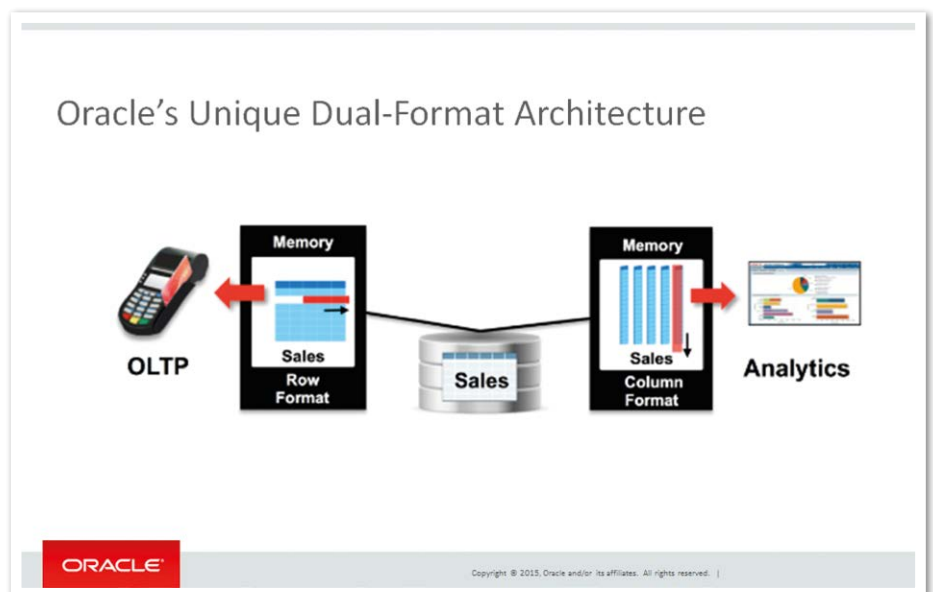 Oracle's Unique Dual-Format Architecture
Memory
Sales
Row
Format
OLTP
Sales
Memory
Sales
Column
Format
Analytics
ORACLE®
Copyright © 2015, Oracle and/or its affiliates. All rights reserved. |